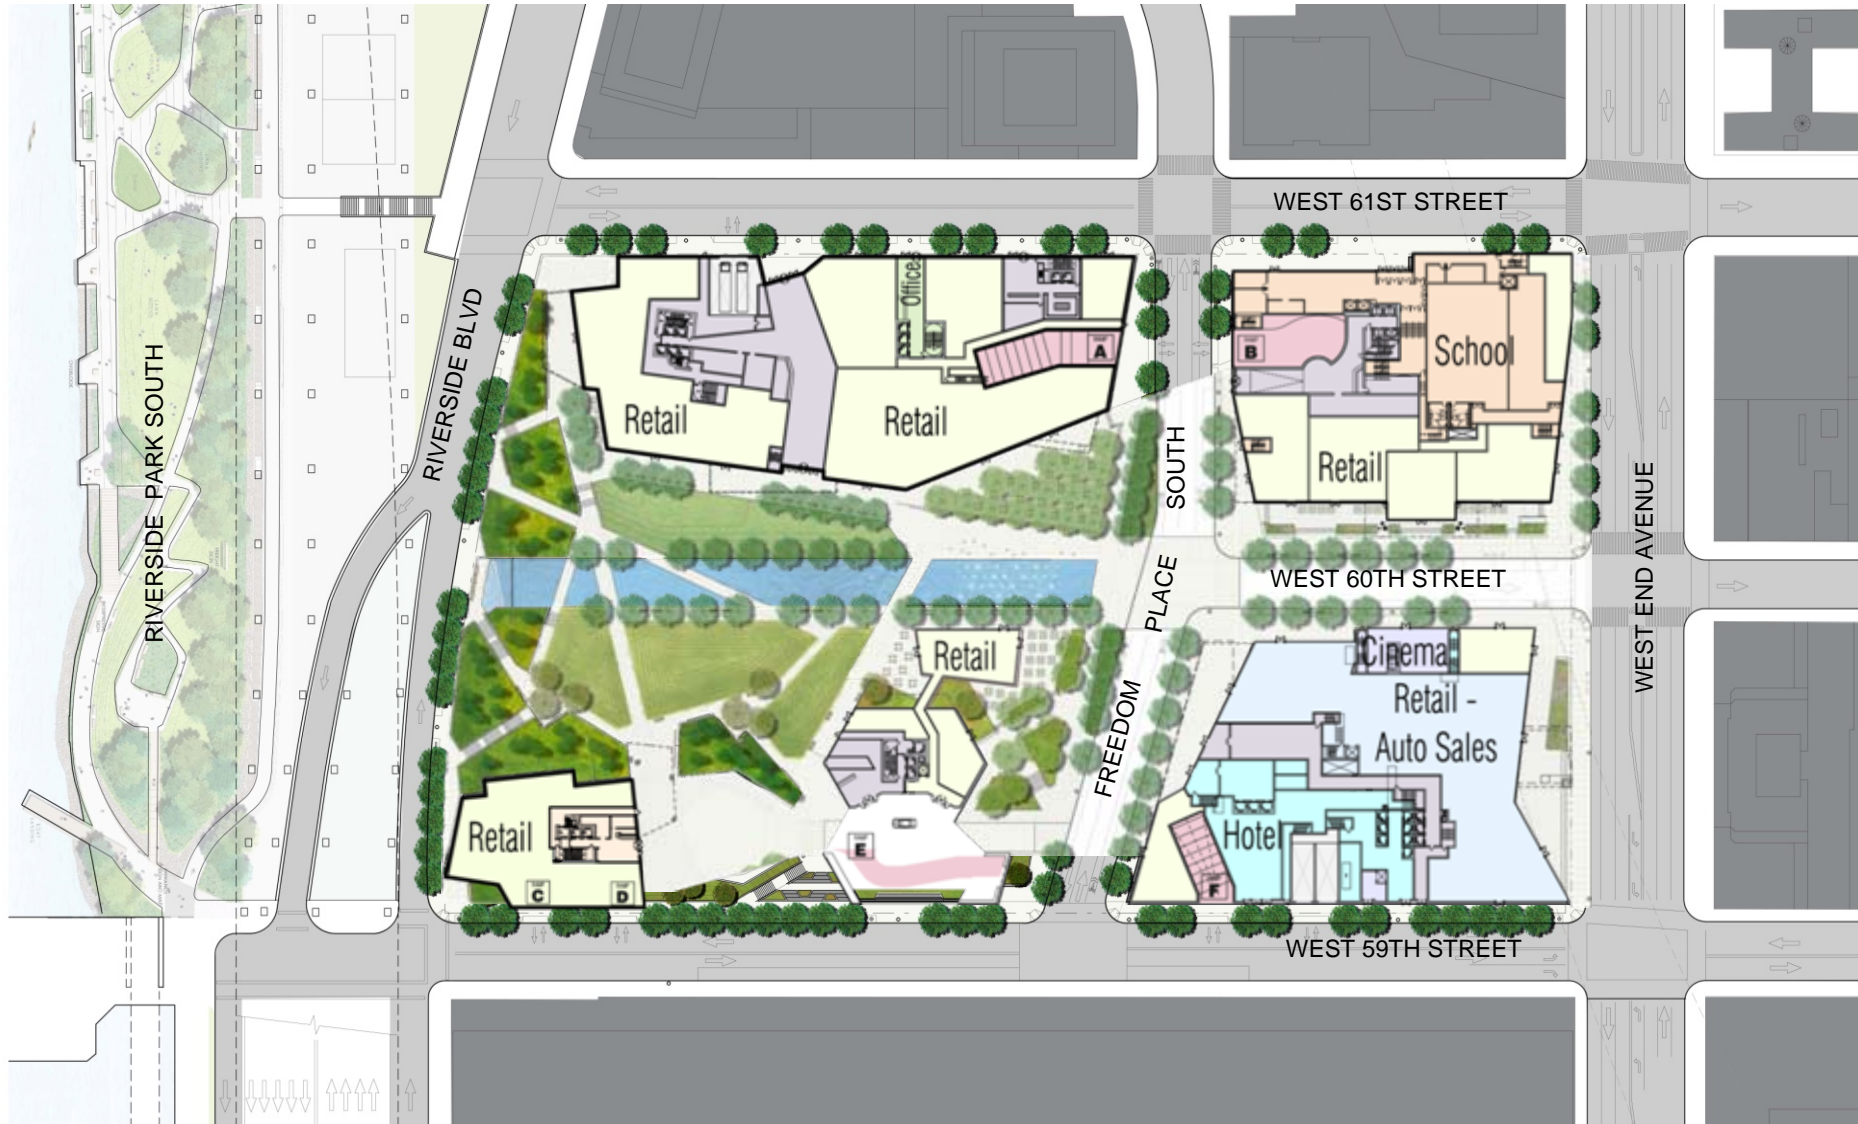 WEST 61ST STREET
RIVERSIDE BLVD
Office
A
B
School
RIVERSIDE PARK SOUTH
Retail
Retail
SOUTH
Retail
WEST END AVENUE
WEST 60TH STREET
PLACE
Retail
Cinema
Retail -
Auto Sales
FREEDOM
Retail
E
Hotel
C
D
F
WEST 59TH STREET